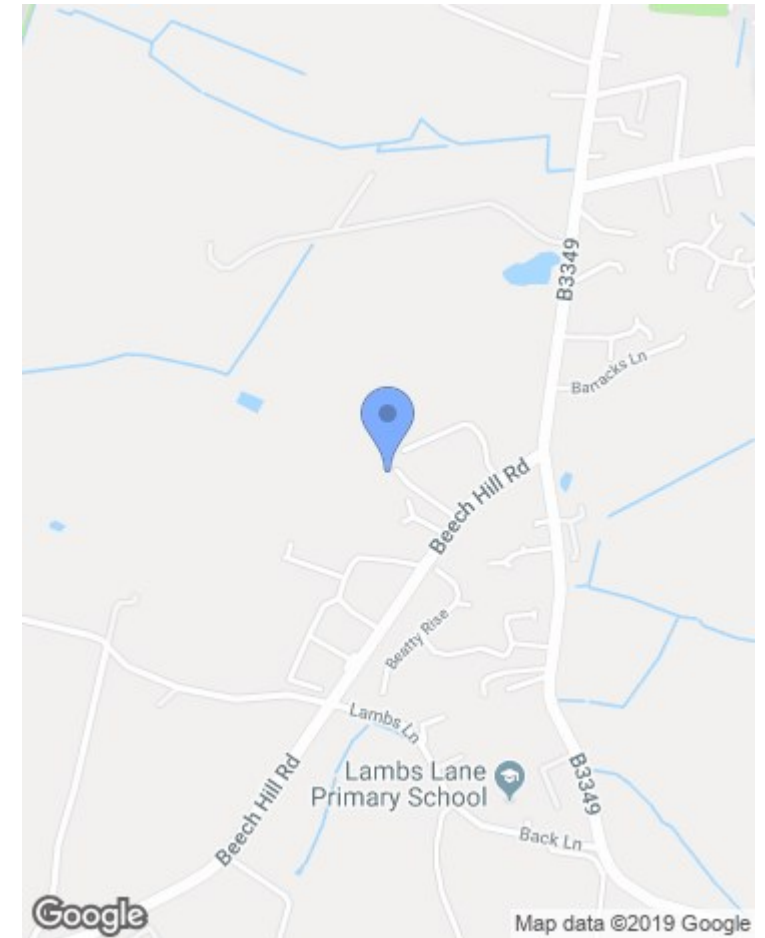 B3349
Barracks Ln
Beech Hill Rd
Beatty Rise
Lambs Ln
Lambs Lane
Primary School
Beech Hill Rd
B3349
Back Ln
Google
Map data ©2019 Google